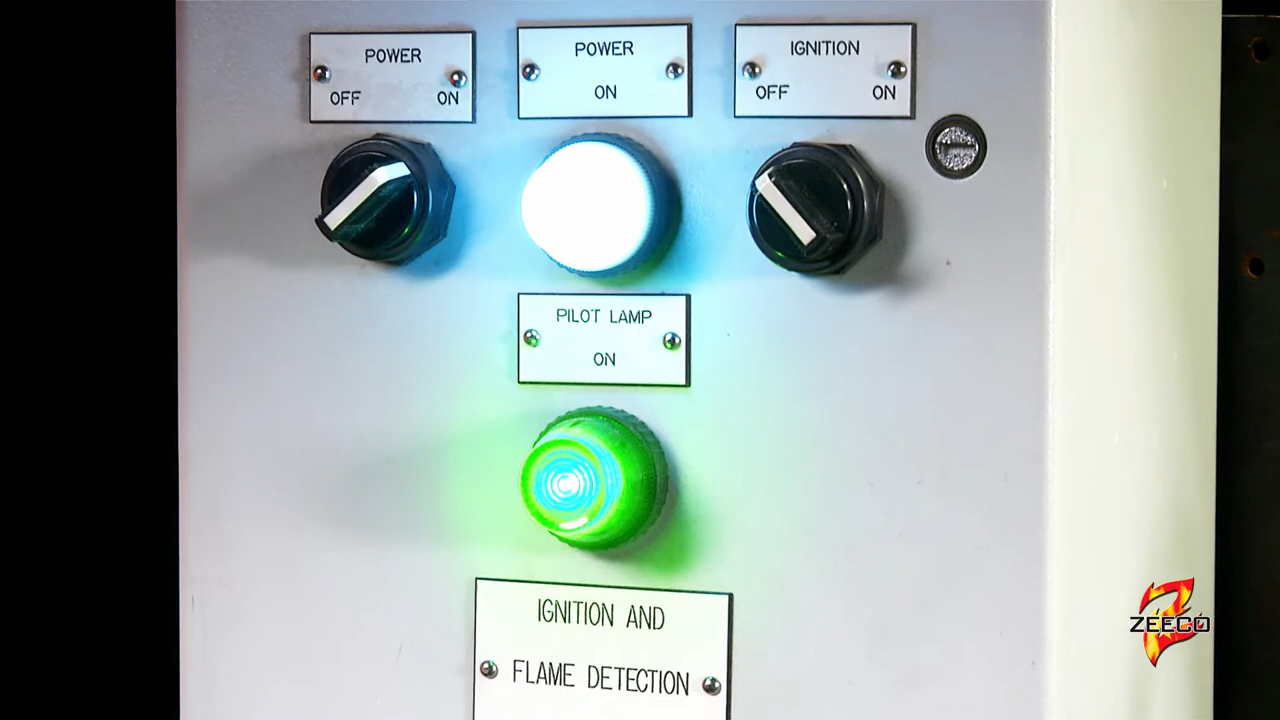 POWER
OFF ON
POWER
ON
IGNITION
OFF ON
PILOT LAMP
ON
IGNITION AND
FLAME DETECTION
ZEECO